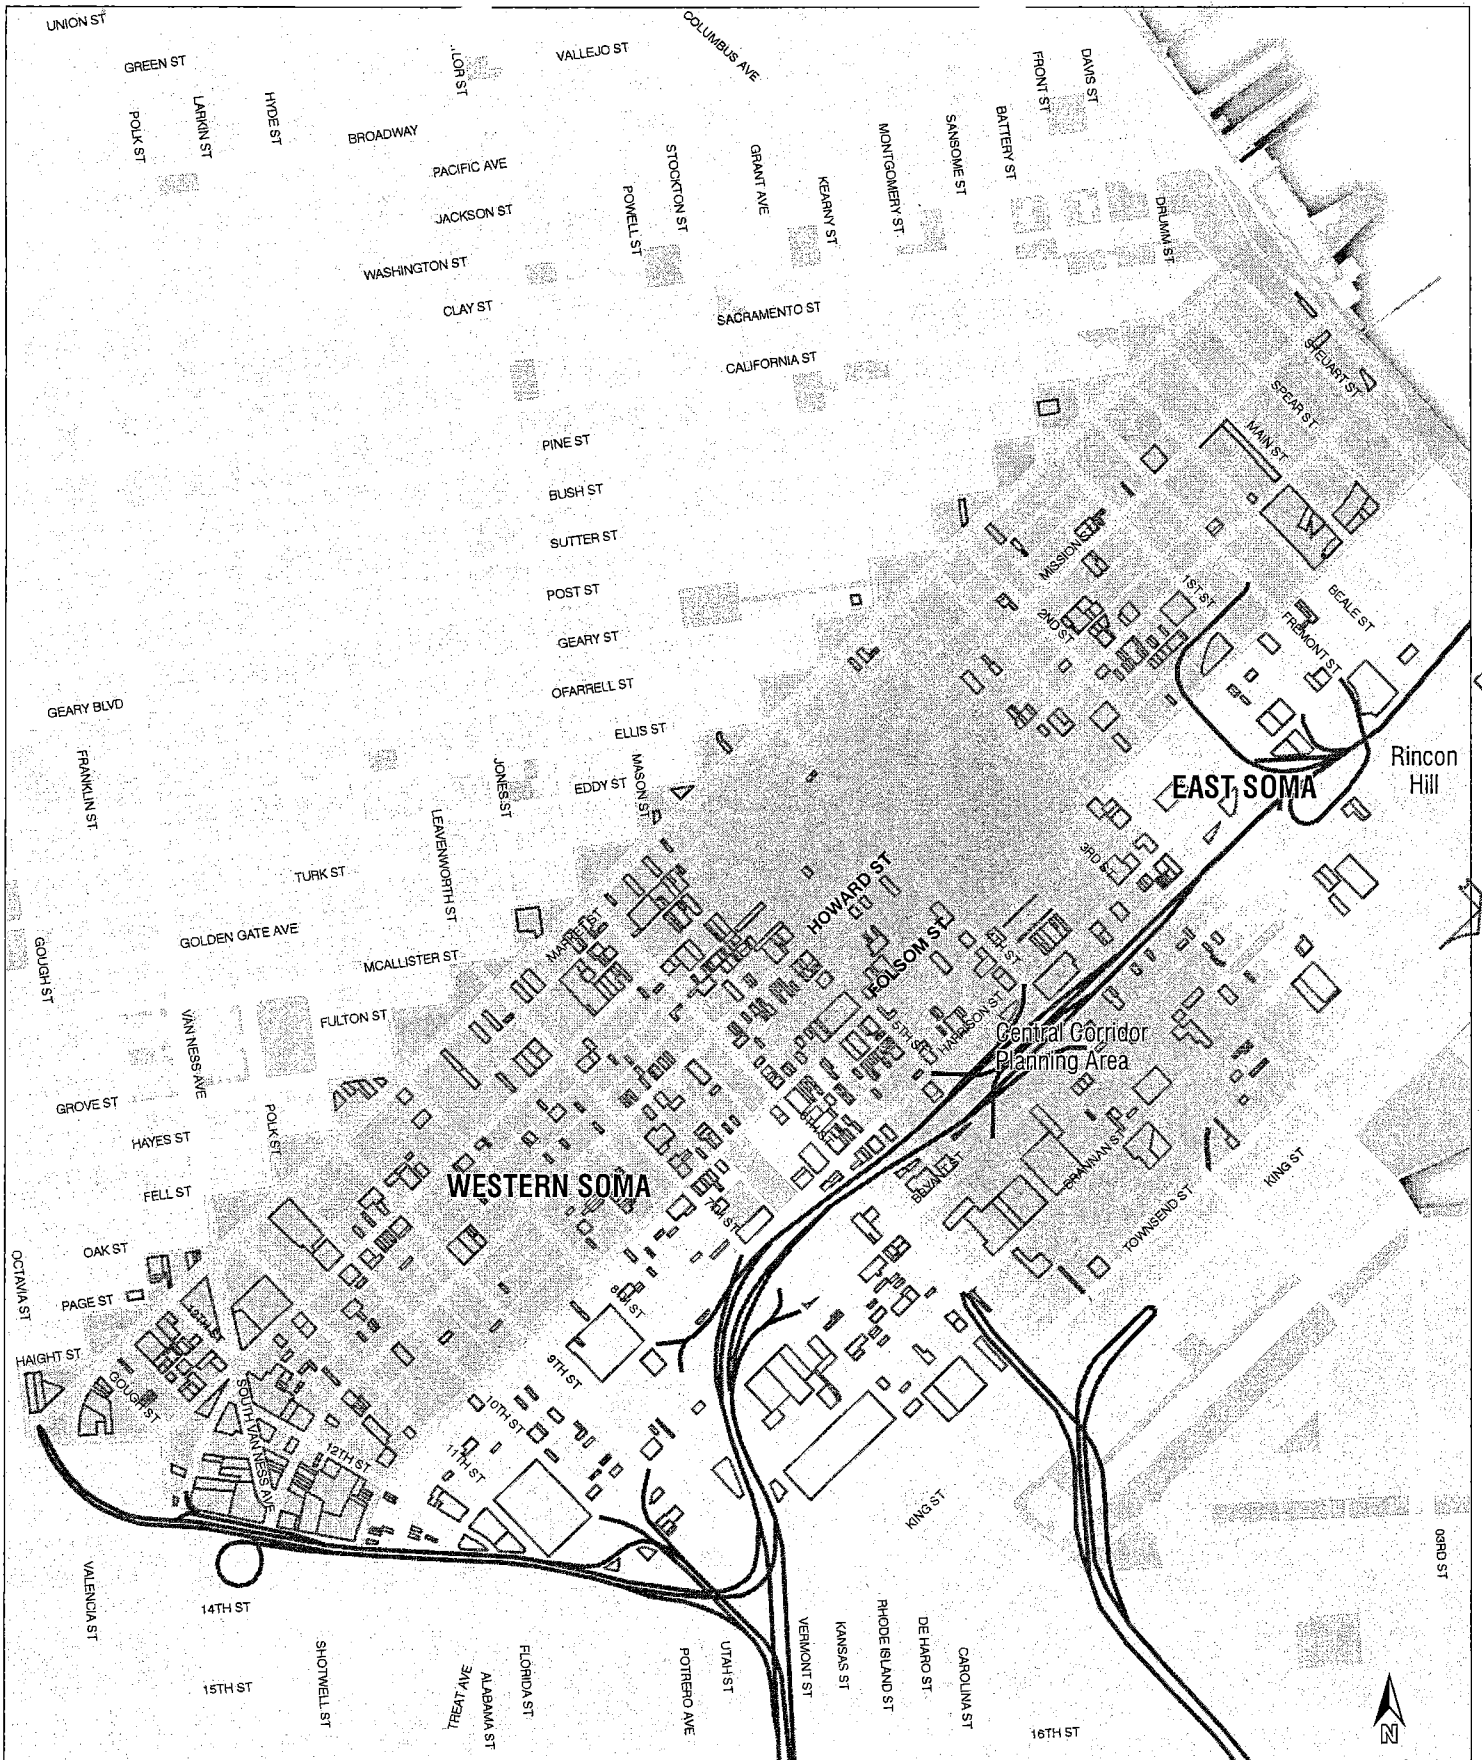 UNION ST
GREEN ST
VALLEJO ST
COLUMBUS AVE
FRONT ST
DAVIS ST
POLK ST
LARKIN ST
HYDE ST
BROADWAY
PACIFIC AVE
JACKSON ST
WASHINGTON ST
CLAY ST
POWELL ST
STOCKTON ST
GRANT AVE
KEARNY ST
MONTGOMERY ST
SANSOME ST
BATTERY ST
DRUMM ST
SACRAMENTO ST
CALIFORNIA ST
STEUART ST
SPEAR ST
MAIN ST
PINE ST
BUSH ST
SUTTER ST
POST ST
GEARY ST
OFARRELL ST
ELLIS ST
EDDY ST
MISSION ST
1ST ST
2ND ST
BEALE ST
FREMONT ST
GEARY BLVD
FRANKLIN ST
JONES ST
MASON ST
LEAVENWORTH ST
TURK ST
GOLDEN GATE AVE
MCALLISTER ST
FULTON ST
MARKET ST
EAST SOMA
Rincon
Hill
3RD ST
HOWARD ST
FOLSOM ST
HARRISON ST
5TH ST
Central Corridor
Planning Area
GOUGH ST
VAN NESS AVE
POLK ST
GROVE ST
HAYES ST
FELL ST
OAK ST
PAGE ST
HAIGHT ST
OCTAVIA ST
WESTERN SOMA
7TH ST
8TH ST
9TH ST
10TH ST
11TH ST
12TH ST
12TH ST
GOUGH ST
SOUTH VAN NESS AVE
BRYANT ST
BRANNAN ST
TOWNSEND ST
KING ST
KING ST
03RD ST
VALENCIA ST
14TH ST
15TH ST
SHOTWELL ST
TREAT AVE
ALABAMA ST
FLORIDA ST
POTRERO AVE
UTAH ST
VERMONT ST
KANSAS ST
RHODE ISLAND ST
DE HARO ST
CAROLINA ST
16TH ST
N